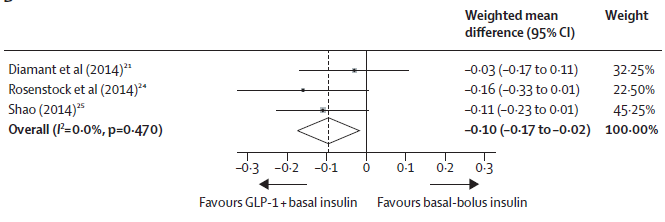 Weighted mean difference (95% CI) Weight
Diamant et al (2014)²¹ –0·03 (–0·17 to 0·11) 32·25%
Rosenstock et al (2014)²⁴ –0·16 (–0·33 to 0·01) 22·50%
Shao (2014)²⁵ –0·11 (–0·23 to 0·01) 45·25%
Overall (I²=0·0%, p=0·470) –0·10 (–0·17 to –0·02) 100·00%
–0·3 –0·2 –0·1 0 0·1 0·2 0·3
Favours GLP-1 + basal insulin Favours basal-bolus insulin